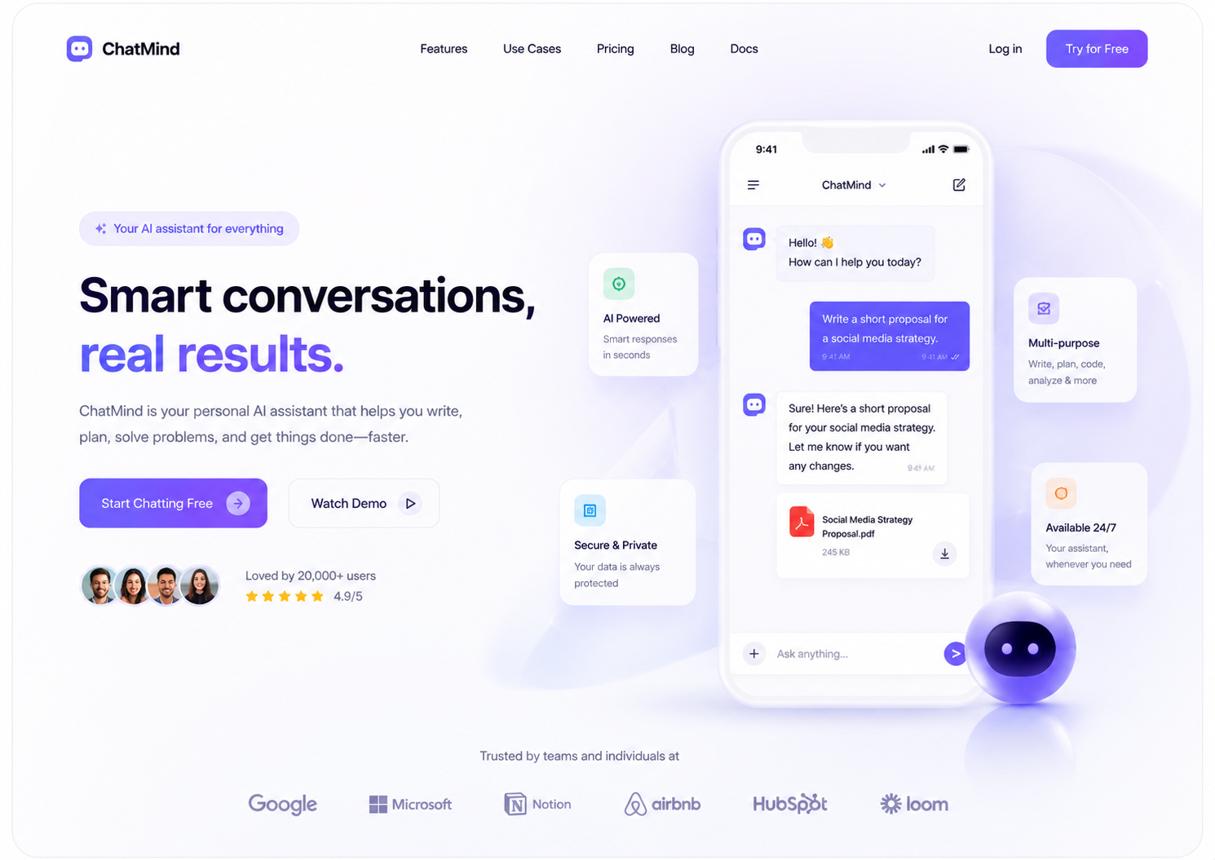 ChatMind
Features
Use Cases
Pricing
Blog
Docs
Log in
Try for Free
Your AI assistant for everything
Smart conversations,
real results.
ChatMind is your personal AI assistant that helps you write,
plan, solve problems, and get things done—faster.
Start Chatting Free
Watch Demo
Loved by 20,000+ users
4.9/5
AI Powered
Smart responses
in seconds
Secure & Private
Your data is always
protected
9:41
ChatMind
Hello! 👋
How can I help you today?
Write a short proposal for
a social media strategy.
9:41 AM
9:41 AM
Sure! Here's a short proposal
for your social media strategy.
Let me know if you want
any changes.
9:41 AM
Social Media Strategy
Proposal.pdf
245 KB
Ask anything...
Multi-purpose
Write, plan, code,
analyze & more
Available 24/7
Your assistant,
whenever you need
Trusted by teams and individuals at
Google
Microsoft
Notion
airbnb
HubSpot
loom